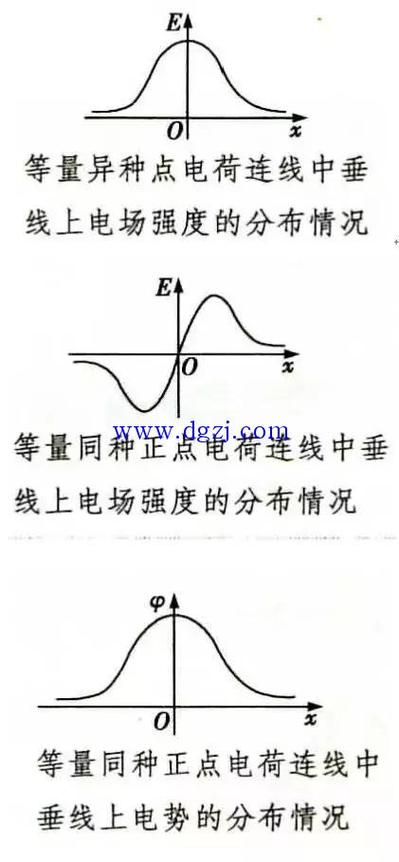 E
O
x
等量异种点电荷连线中垂
线上电场强度的分布情况
E
O
x
www.dgzj.com
等量同种正点电荷连线中垂
线上电场强度的分布情况
φ
O
x
等量同种正点电荷连线中
垂线上电势的分布情况